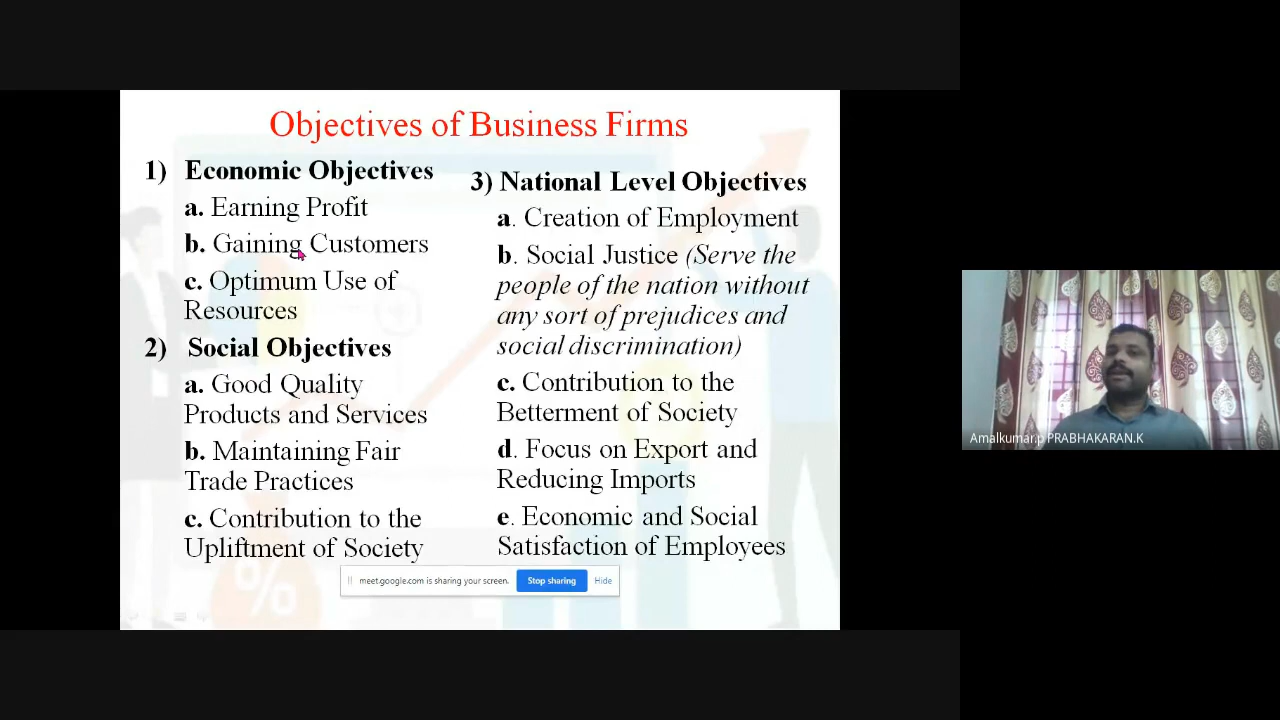 Objectives of Business Firms
1) Economic Objectives
a. Earning Profit
b. Gaining Customers
c. Optimum Use of
Resources
2) Social Objectives
a. Good Quality
Products and Services
b. Maintaining Fair
Trade Practices
c. Contribution to the
Upliftment of Society
3) National Level Objectives
a. Creation of Employment
b. Social Justice (Serve the
people of the nation without
any sort of prejudices and
social discrimination)
c. Contribution to the
Betterment of Society
d. Focus on Export and
Reducing Imports
e. Economic and Social
Satisfaction of Employees
%
meet.google.com is sharing your screen. Stop sharing Hide
Amalkumar.p PRABHAKARAN.K